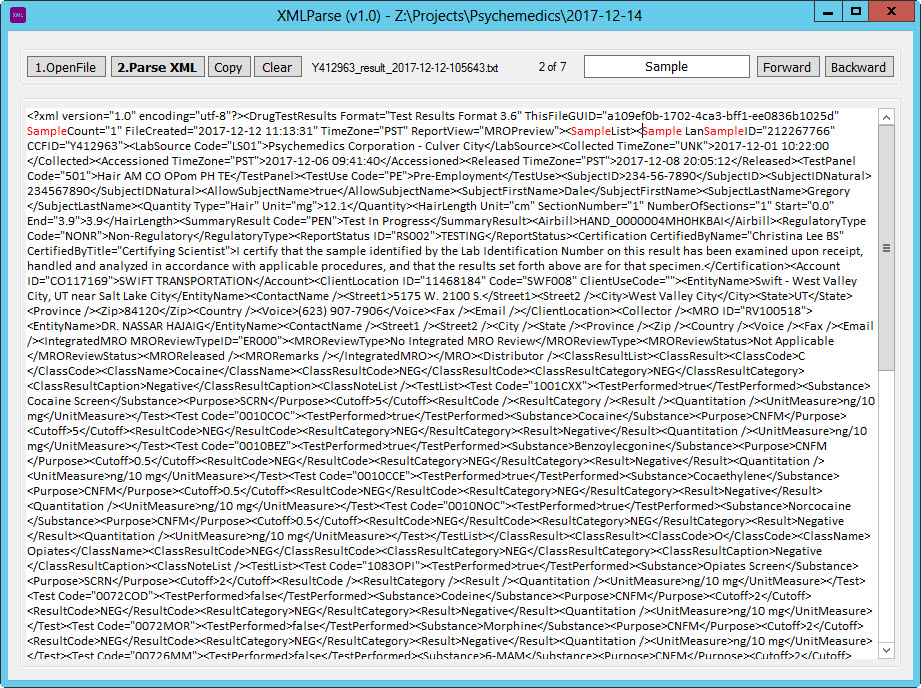 XML
XMLParse (v1.0) - Z:\Projects\Psychemedics\2017-12-14
1.OpenFile 2.Parse XML Copy Clear Y412963_result_2017-12-12-105643.txt 2 of 7 Sample Forward Backward
<?xml version="1.0" encoding="utf-8"?><DrugTestResults Format="Test Results Format 3.6" ThisFileGUID="a109ef0b-1702-4ca3-bff1-ee0836b1025d"
SampleCount="1" FileCreated="2017-12-12 11:13:31" TimeZone="PST" ReportView="MROPreview"><SampleList><Sample LanSampleID="212267766"
CCFID="Y412963"><LabSource Code="LS01">Psychemedics Corporation - Culver City</LabSource><Collected TimeZone="UNK">2017-12-01 10:22:00
</Collected><Accessioned TimeZone="PST">2017-12-06 09:41:40</Accessioned><Released TimeZone="PST">2017-12-08 20:05:12</Released><TestPanel
Code="501">Hair AM CO OPom PH TE</TestPanel><TestUse Code="PE">Pre-Employment</TestUse><SubjectID>234-56-7890</SubjectID><SubjectIDNatural>
234567890</SubjectIDNatural><AllowSubjectName>true</AllowSubjectName><SubjectFirstName>Dale</SubjectFirstName><SubjectLastName>Gregory
</SubjectLastName><Quantity Type="Hair" Unit="mg">12.1</Quantity><HairLength Unit="cm" SectionNumber="1" NumberOfSections="1" Start="0.0"
End="3.9">3.9</HairLength><SummaryResult Code="PEN">Test In Progress</SummaryResult><Airbill>HAND_0000004MH0HKBAI</Airbill><RegulatoryType
Code="NONR">Non-Regulatory</RegulatoryType><ReportStatus ID="RS002">TESTING</ReportStatus><Certification CertifiedByName="Christina Lee BS"
CertifiedByTitle="Certifying Scientist">I certify that the sample identified by the Lab Identification Number on this result has been examined upon receipt,
handled and analyzed in accordance with applicable procedures, and that the results set forth above are for that specimen.</Certification><Account
ID="CO117169">SWIFT TRANSPORTATION</Account><ClientLocation ID="11468184" Code="SWF008" ClientUseCode=""><EntityName>Swift - West Valley
City, UT near Salt Lake City</EntityName><ContactName /><Street1>5175 W. 2100 S.</Street1><Street2 /><City>West Valley City</City><State>UT</State>
<Province /><Zip>84120</Zip><Country /><Voice>(623) 907-7906</Voice><Fax /><Email /></ClientLocation><Collector /><MRO ID="RV100518">
<EntityName>DR. NASSAR HAJAIG</EntityName><ContactName /><Street1 /><Street2 /><City /><State /><Province /><Zip /><Country /><Voice /><Fax /><Email
/><IntegratedMRO MROReviewTypeID="ER000"><MROReviewType>No Integrated MRO Review</MROReviewType><MROReviewStatus>Not Applicable
</MROReviewStatus><MROReleased /><MRORemarks /></IntegratedMRO></MRO><Distributor /><ClassResultList><ClassResult><ClassCode>C
</ClassCode><ClassName>Cocaine</ClassName><ClassResultCode>NEG</ClassResultCode><ClassResultCategory>NEG</ClassResultCategory>
<ClassResultCaption>Negative</ClassResultCaption><ClassNoteList /><TestList><Test Code="1001CXX"><TestPerformed>true</TestPerformed><Substance>
Cocaine Screen</Substance><Purpose>SCRN</Purpose><Cutoff>5</Cutoff><ResultCode /><ResultCategory /><Result /><Quantitation /><UnitMeasure>ng/10
mg</UnitMeasure></Test><Test Code="0010COC"><TestPerformed>true</TestPerformed><Substance>Cocaine</Substance><Purpose>CNFM</Purpose>
<Cutoff>5</Cutoff><ResultCode>NEG</ResultCode><ResultCategory>NEG</ResultCategory><Result>Negative</Result><Quantitation /><UnitMeasure>ng/10
mg</UnitMeasure></Test><Test Code="0010BEZ"><TestPerformed>true</TestPerformed><Substance>Benzoylecgonine</Substance><Purpose>CNFM
</Purpose><Cutoff>0.5</Cutoff><ResultCode>NEG</ResultCode><ResultCategory>NEG</ResultCategory><Result>Negative</Result><Quantitation />
<UnitMeasure>ng/10 mg</UnitMeasure></Test><Test Code="0010CCE"><TestPerformed>true</TestPerformed><Substance>Cocaethylene</Substance>
<Purpose>CNFM</Purpose><Cutoff>0.5</Cutoff><ResultCode>NEG</ResultCode><ResultCategory>NEG</ResultCategory><Result>Negative</Result>
<Quantitation /><UnitMeasure>ng/10 mg</UnitMeasure></Test><Test Code="0010NOC"><TestPerformed>true</TestPerformed><Substance>Norcocaine
</Substance><Purpose>CNFM</Purpose><Cutoff>0.5</Cutoff><ResultCode>NEG</ResultCode><ResultCategory>NEG</ResultCategory><Result>Negative
</Result><Quantitation /><UnitMeasure>ng/10 mg</UnitMeasure></Test></TestList></ClassResult><ClassResult><ClassCode>O</ClassCode><ClassName>
Opiates</ClassName><ClassResultCode>NEG</ClassResultCode><ClassResultCategory>NEG</ClassResultCategory><ClassResultCaption>Negative
</ClassResultCaption><ClassNoteList /><TestList><Test Code="1083OPI"><TestPerformed>true</TestPerformed><Substance>Opiates Screen</Substance>
<Purpose>SCRN</Purpose><Cutoff>2</Cutoff><ResultCode /><ResultCategory /><Result /><Quantitation /><UnitMeasure>ng/10 mg</UnitMeasure></Test>
<Test Code="0072COD"><TestPerformed>false</TestPerformed><Substance>Codeine</Substance><Purpose>CNFM</Purpose><Cutoff>2</Cutoff>
<ResultCode>NEG</ResultCode><ResultCategory>NEG</ResultCategory><Result>Negative</Result><Quantitation /><UnitMeasure>ng/10 mg</UnitMeasure>
</Test><Test Code="0072MOR"><TestPerformed>false</TestPerformed><Substance>Morphine</Substance><Purpose>CNFM</Purpose><Cutoff>2</Cutoff>
<ResultCode>NEG</ResultCode><ResultCategory>NEG</ResultCategory><Result>Negative</Result><Quantitation /><UnitMeasure>ng/10 mg</UnitMeasure>
</Test><Test Code="00726MM"><TestPerformed>false</TestPerformed><Substance>6-MAM</Substance><Purpose>CNFM</Purpose><Cutoff>2</Cutoff>